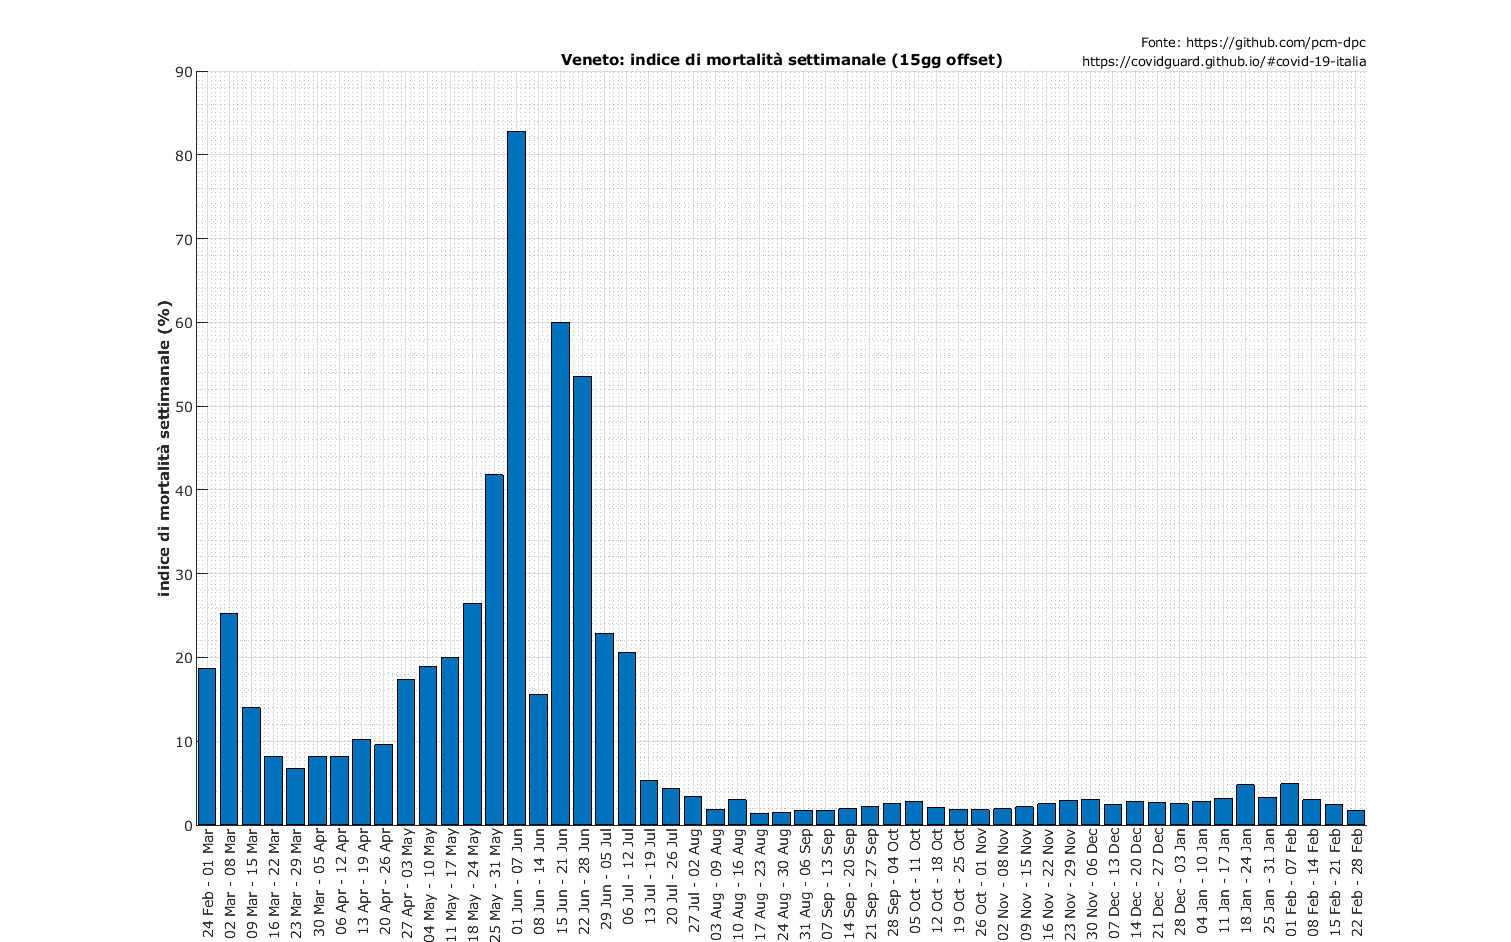 Fonte: https://github.com/pcm-dpc
Veneto: indice di mortalità settimanale (15gg offset)
https://covidguard.github.io/#covid-19-italia
indice di mortalità settimanale (%)
90
80
70
60
50
40
30
20
10
0
24 Feb - 01 Mar
02 Mar - 08 Mar
09 Mar - 15 Mar
16 Mar - 22 Mar
23 Mar - 29 Mar
30 Mar - 05 Apr
06 Apr - 12 Apr
13 Apr - 19 Apr
20 Apr - 26 Apr
27 Apr - 03 May
04 May - 10 May
11 May - 17 May
18 May - 24 May
25 May - 31 May
01 Jun - 07 Jun
08 Jun - 14 Jun
15 Jun - 21 Jun
22 Jun - 28 Jun
29 Jun - 05 Jul
06 Jul - 12 Jul
13 Jul - 19 Jul
20 Jul - 26 Jul
27 Jul - 02 Aug
03 Aug - 09 Aug
10 Aug - 16 Aug
17 Aug - 23 Aug
24 Aug - 30 Aug
31 Aug - 06 Sep
07 Sep - 13 Sep
14 Sep - 20 Sep
21 Sep - 27 Sep
28 Sep - 04 Oct
05 Oct - 11 Oct
12 Oct - 18 Oct
19 Oct - 25 Oct
26 Oct - 01 Nov
02 Nov - 08 Nov
09 Nov - 15 Nov
16 Nov - 22 Nov
23 Nov - 29 Nov
30 Nov - 06 Dec
07 Dec - 13 Dec
14 Dec - 20 Dec
21 Dec - 27 Dec
28 Dec - 03 Jan
04 Jan - 10 Jan
11 Jan - 17 Jan
18 Jan - 24 Jan
25 Jan - 31 Jan
01 Feb - 07 Feb
08 Feb - 14 Feb
15 Feb - 21 Feb
22 Feb - 28 Feb